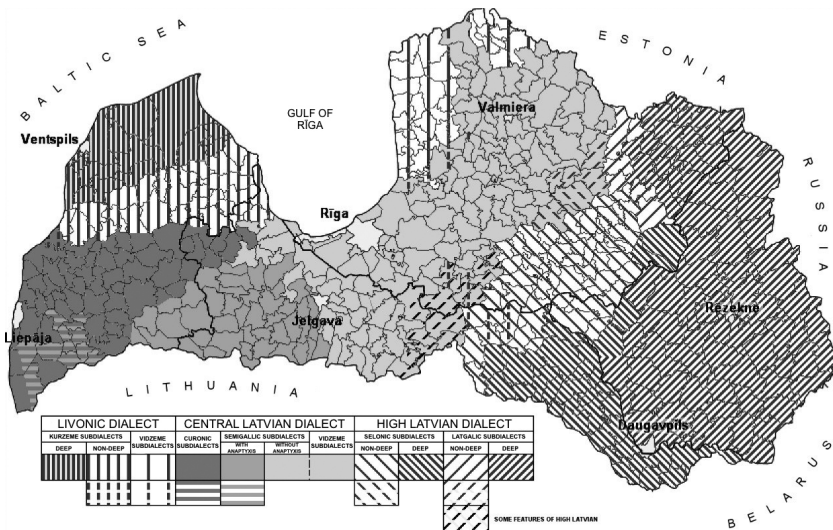 BALTIC SEA
ESTONIA
GULF OF
RĪGA
Valmiera
Ventspils
RUSSIA
Rīga
Rēzekne
Jelgava
Liepāja
LITHUANIA
Daugavpils
BELARUS
LIVONIC DIALECT CENTRAL LATVIAN DIALECT HIGH LATVIAN DIALECT
KURZEME SUBDIALECTS VIDZEME SUBDIALECTS CURONIC SUBDIALECTS SEMIGALLIC SUBDIALECTS VIDZEME SUBDIALECTS SELONIC SUBDIALECTS LATGALIC SUBDIALECTS
DEEP NON-DEEP WITH ANAPTYXIS WITHOUT ANAPTYXIS NON-DEEP DEEP NON-DEEP DEEP
SOME FEATURES OF HIGH LATVIAN